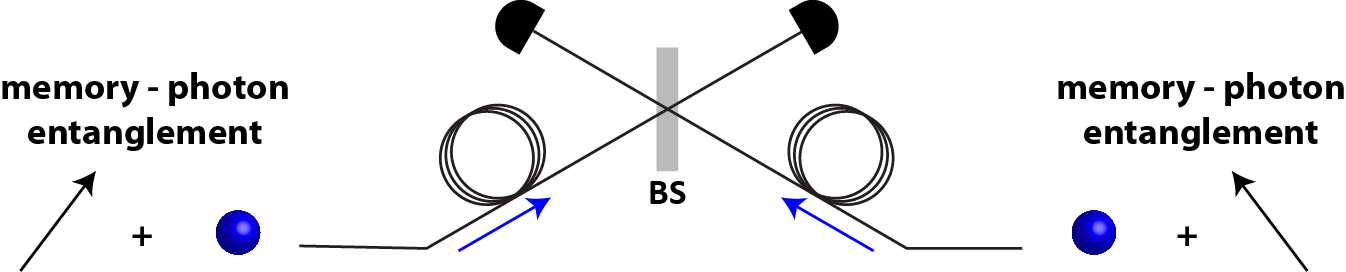 memory - photon
entanglement
+
BS
memory - photon
entanglement
+